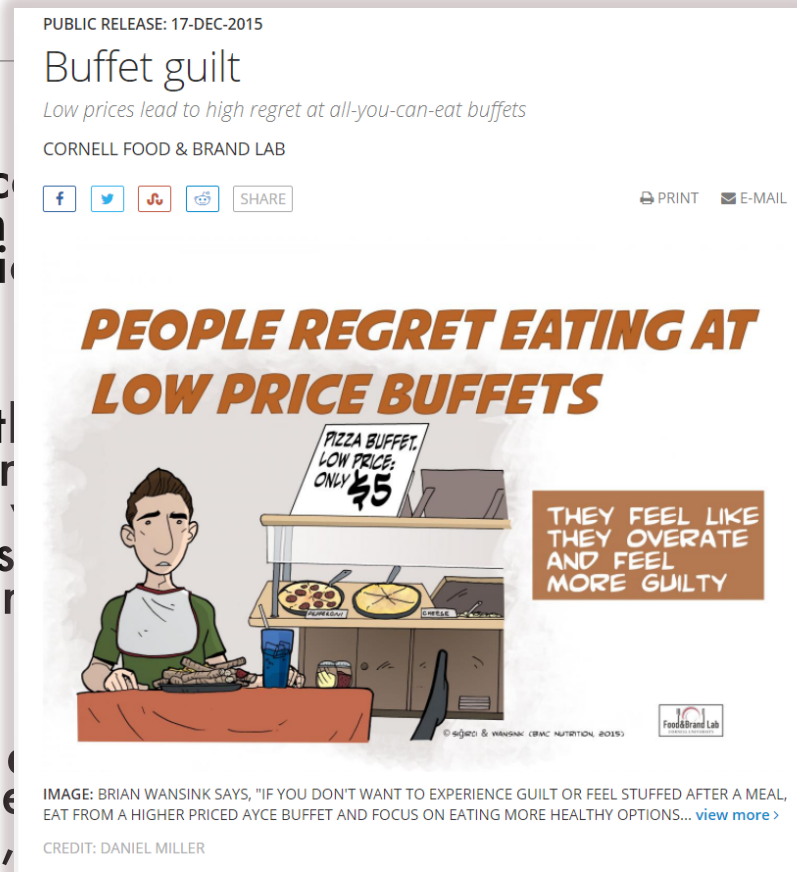 PUBLIC RELEASE: 17-DEC-2015
Buffet guilt
Low prices lead to high regret at all-you-can-eat buffets
CORNELL FOOD & BRAND LAB
SHARE
PRINT
E-MAIL
PEOPLE REGRET EATING AT
LOW PRICE BUFFETS
PIZZA BUFFET.
LOW PRICE:
ONLY $5
THEY FEEL LIKE
THEY OVERATE
AND FEEL
MORE GUILTY
PEPPERONI
CHEESE
© SIĞIRCI & WANSINK (BMC NUTRITION, 2015)
Food&Brand Lab
CORNELL UNIVERSITY
IMAGE: BRIAN WANSINK SAYS, "IF YOU DON'T WANT TO EXPERIENCE GUILT OR FEEL STUFFED AFTER A MEAL,
EAT FROM A HIGHER PRICED AYCE BUFFET AND FOCUS ON EATING MORE HEALTHY OPTIONS... view more >
CREDIT: DANIEL MILLER